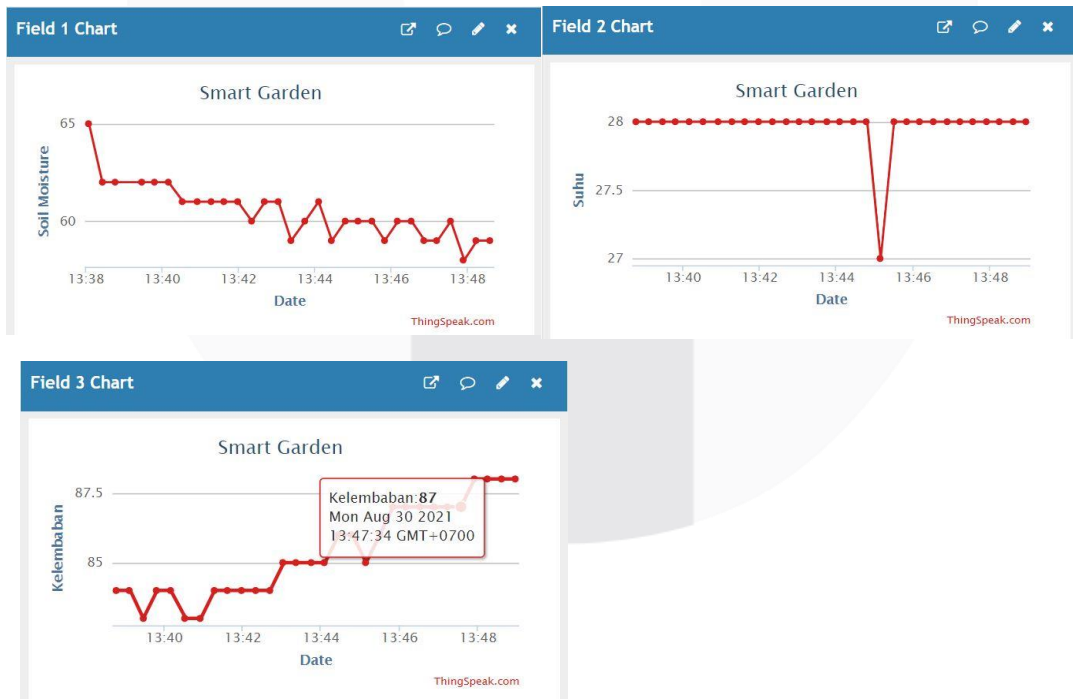 Field 1 Chart
Smart Garden
Soil Moisture
65
60
13:38 13:40 13:42 13:44 13:46 13:48
Date
ThingSpeak.com
Field 2 Chart
Smart Garden
Suhu
28
27.5
27
13:40 13:42 13:44 13:46 13:48
Date
ThingSpeak.com
Field 3 Chart
Smart Garden
Kelembaban
87.5
85
Kelembaban:87
Mon Aug 30 2021
13:47:34 GMT+0700
13:40 13:42 13:44 13:46 13:48
Date
ThingSpeak.com